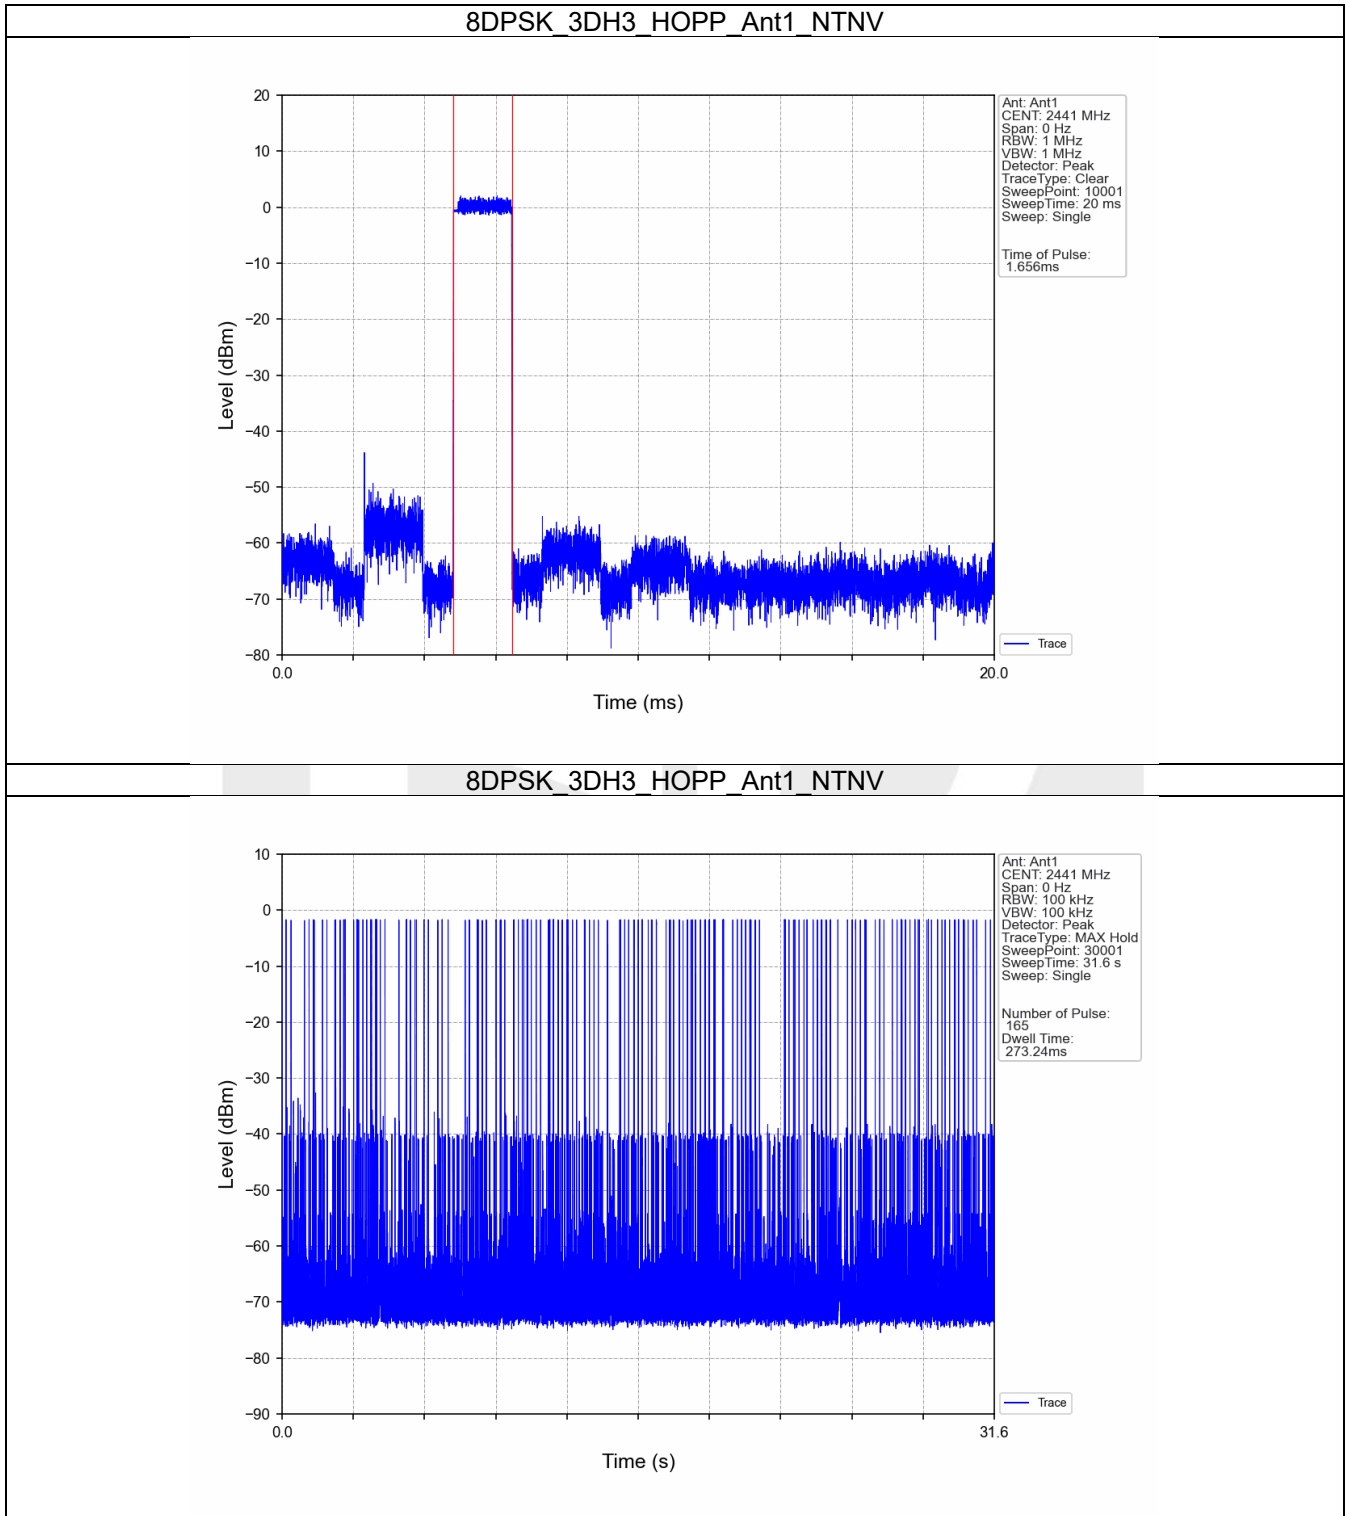 8DPSK_3DH3_HOPP_Ant1_NTNV
20
10
0
−10
−20
−30
−40
−50
−60
−70
−80
Level (dBm)
0.0
20.0
Time (ms)
Ant: Ant1
CENT: 2441 MHz
Span: 0 Hz
RBW: 1 MHz
VBW: 1 MHz
Detector: Peak
TraceType: Clear
SweepPoint: 10001
SweepTime: 20 ms
Sweep: Single
Time of Pulse:
1.656ms
Trace
8DPSK_3DH3_HOPP_Ant1_NTNV
10
0
−10
−20
−30
−40
−50
−60
−70
−80
−90
Level (dBm)
0.0
31.6
Time (s)
Ant: Ant1
CENT: 2441 MHz
Span: 0 Hz
RBW: 100 kHz
VBW: 100 kHz
Detector: Peak
TraceType: MAX Hold
SweepPoint: 30001
SweepTime: 31.6 s
Sweep: Single
Number of Pulse:
165
Dwell Time:
273.24ms
Trace